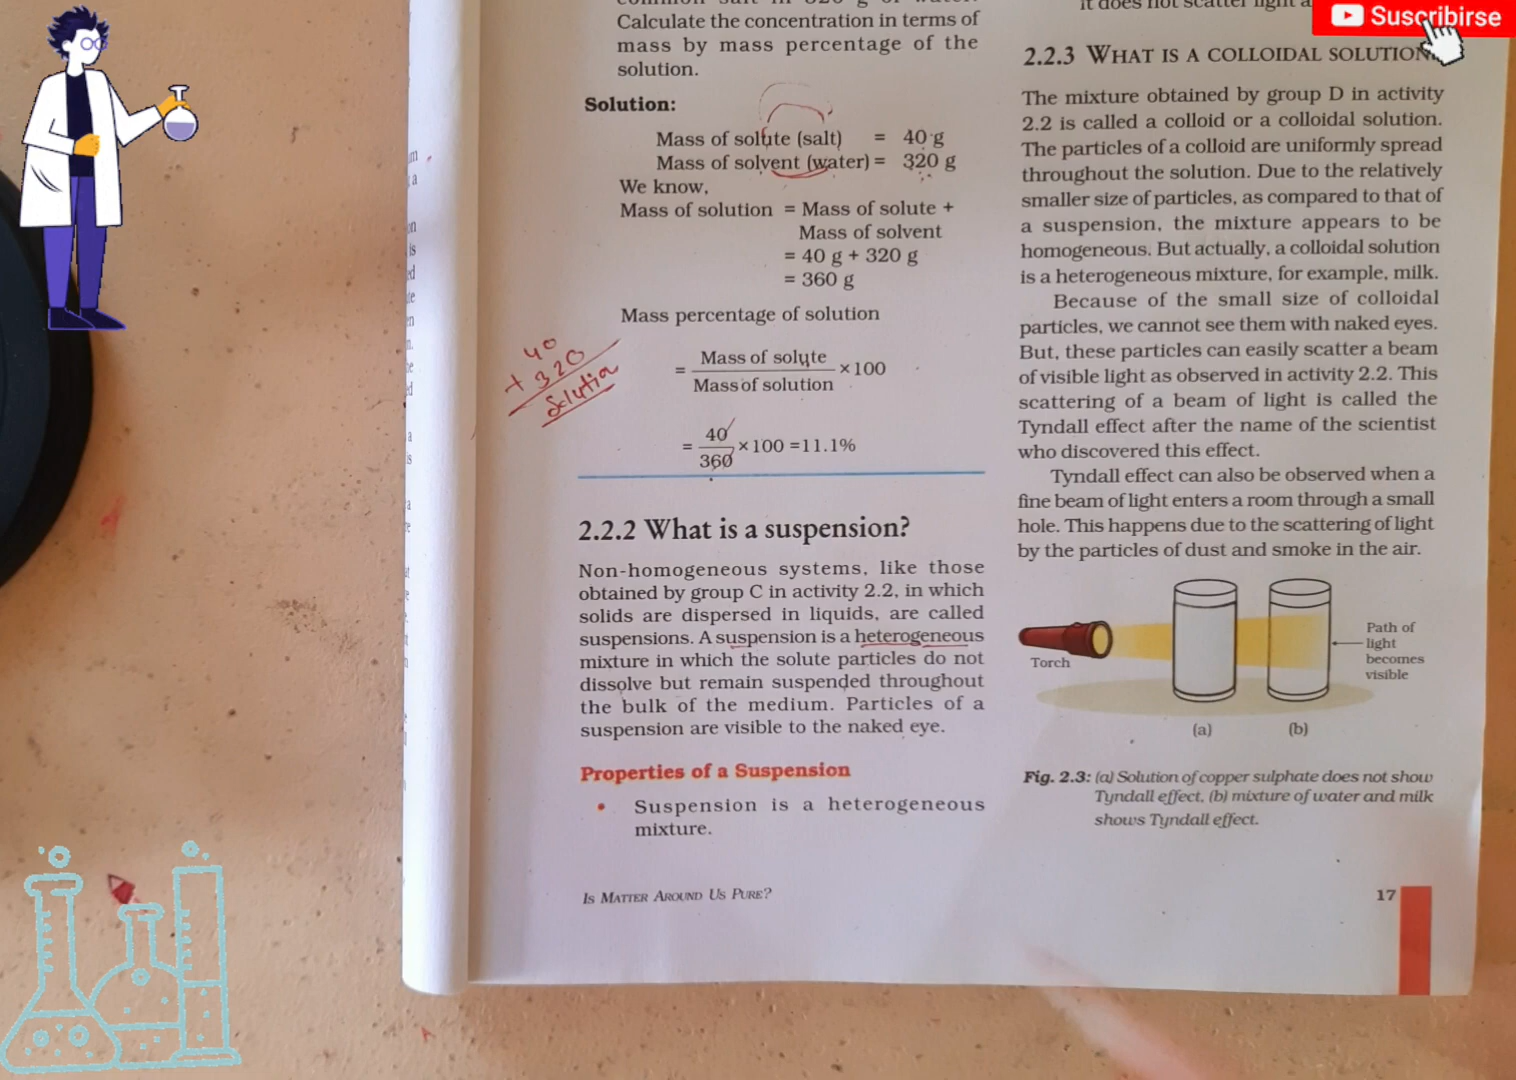 Calculate the concentration in terms of
mass by mass percentage of the
solution.
Solution:
Mass of solute (salt) = 40 g
Mass of solvent (water) = 320 g
We know,
Mass of solution = Mass of solute +
Mass of solvent
= 40 g + 320 g
= 360 g
Mass percentage of solution
= Mass of solute
Mass of solution × 100
= 40
360 × 100 = 11.1%
40
+ 320
Solution
2.2.2 What is a suspension?
Non-homogeneous systems, like those
obtained by group C in activity 2.2, in which
solids are dispersed in liquids, are called
suspensions. A suspension is a heterogeneous
mixture in which the solute particles do not
dissolve but remain suspended throughout
the bulk of the medium. Particles of a
suspension are visible to the naked eye.
Properties of a Suspension
• Suspension is a heterogeneous
mixture.
IS MATTER AROUND US PURE?
it does not scatter light a
Suscribirse
2.2.3 WHAT IS A COLLOIDAL SOLUTION
The mixture obtained by group D in activity
2.2 is called a colloid or a colloidal solution.
The particles of a colloid are uniformly spread
throughout the solution. Due to the relatively
smaller size of particles, as compared to that of
a suspension, the mixture appears to be
homogeneous. But actually, a colloidal solution
is a heterogeneous mixture, for example, milk.
Because of the small size of colloidal
particles, we cannot see them with naked eyes.
But, these particles can easily scatter a beam
of visible light as observed in activity 2.2. This
scattering of a beam of light is called the
Tyndall effect after the name of the scientist
who discovered this effect.
Tyndall effect can also be observed when a
fine beam of light enters a room through a small
hole. This happens due to the scattering of light
by the particles of dust and smoke in the air.
Torch
Path of
light
becomes
visible
(a)
(b)
Fig. 2.3: (a) Solution of copper sulphate does not show
Tyndall effect, (b) mixture of water and milk
shows Tyndall effect.
17